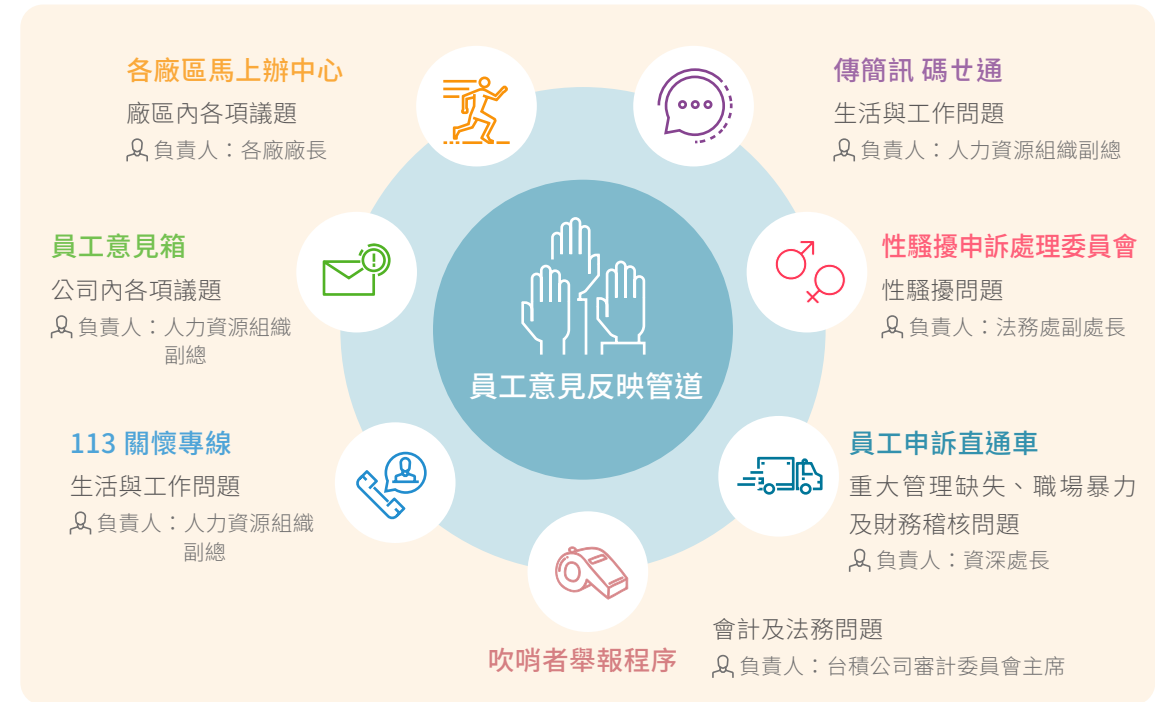 各廠區馬上辦中心
廠區內各項議題
負責人：各廠廠長
傳簡訊 碼ㄝ通
生活與工作問題
負責人：人力資源組織副總
員工意見箱
公司內各項議題
負責人：人力資源組織
副總
性騷擾申訴處理委員會
性騷擾問題
負責人：法務處副處長
員工意見反映管道
113 關懷專線
生活與工作問題
負責人：人力資源組織
副總
員工申訴直通車
重大管理缺失、職場暴力
及財務稽核問題
負責人：資深處長
吹哨者舉報程序
會計及法務問題
負責人：台積公司審計委員會主席